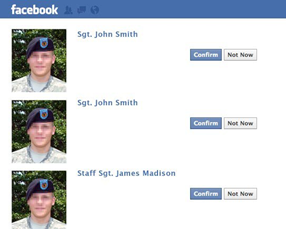 facebook
Sgt. John Smith
Confirm Not Now
Sgt. John Smith
Confirm Not Now
Staff Sgt. James Madison
Confirm Not Now